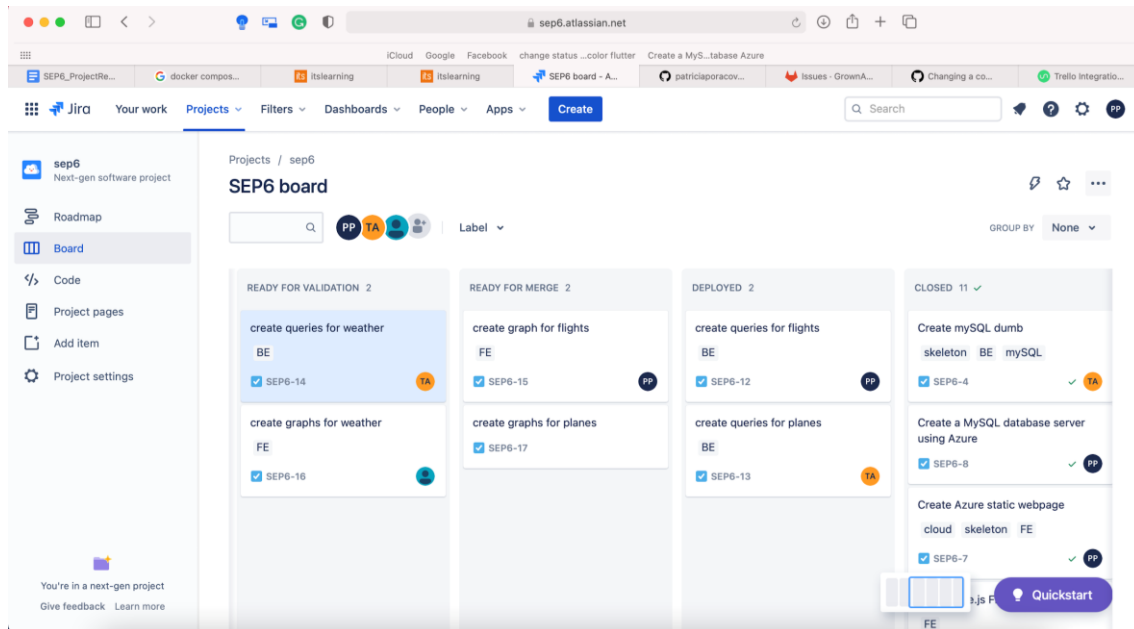 sep6.atlassian.net
iCloud Google Facebook change status ...color flutter Create a MyS...tabase Azure
SEP6_ProjectRe... docker compos... itslearning itslearning SEP6 board - A... patriciaporacov... Issues - GrownA... Changing a co... Trello Integratio...
Jira Your work Projects Filters Dashboards People Apps Create Search PP
sep6
Next-gen software project
Roadmap
Board
Code
Project pages
Add item
Project settings
You're in a next-gen project
Give feedback Learn more
Projects / sep6
SEP6 board
PP TA Label GROUP BY None
READY FOR VALIDATION 2
create queries for weather
BE
SEP6-14 TA
create graphs for weather
FE
SEP6-16
READY FOR MERGE 2
create graph for flights
FE
SEP6-15 PP
create graphs for planes
SEP6-17
DEPLOYED 2
create queries for flights
BE
SEP6-12 PP
create queries for planes
BE
SEP6-13 TA
CLOSED 11
Create mySQL dumb
skeleton BE mySQL
SEP6-4 TA
Create a MySQL database server
using Azure
SEP6-8 PP
Create Azure static webpage
cloud skeleton FE
SEP6-7 PP
e.js F
FE
Quickstart